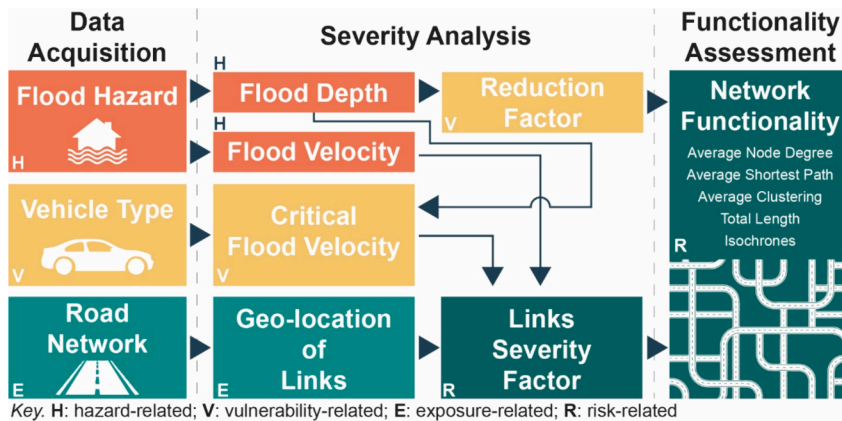 Data
Acquisition
Severity Analysis
Functionality
Assessment
Flood Hazard
H
H
Flood Depth
H
Flood Velocity
Reduction
Factor
V
Network
Functionality
Average Node Degree
Average Shortest Path
Average Clustering
Total Length
Isochrones
R
Vehicle Type
V
Critical
Flood Velocity
V
Road
Network
E
Geo-location
of
Links
E
Links
Severity
Factor
R
Key. H: hazard-related; V: vulnerability-related; E: exposure-related; R: risk-related